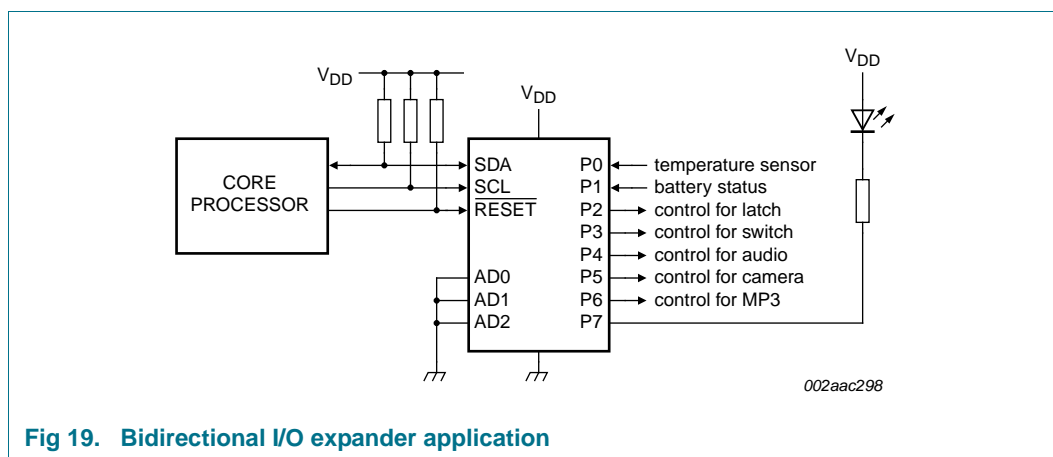 VDD
VDD
VDD
CORE
PROCESSOR
SDA
SCL
RESET
AD0
AD1
AD2
P0
P1
P2
P3
P4
P5
P6
P7
temperature sensor
battery status
control for latch
control for switch
control for audio
control for camera
control for MP3
002aac298
Fig 19. Bidirectional I/O expander application